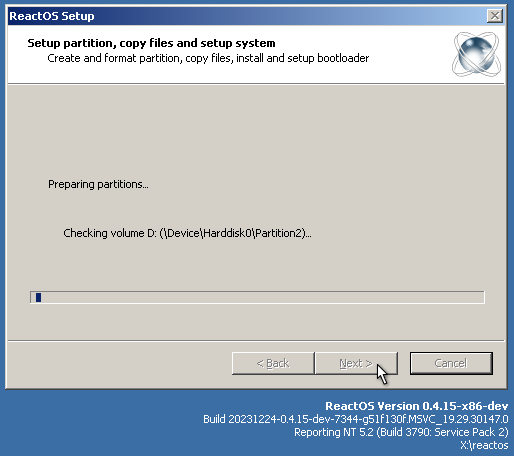 ReactOS Setup
Setup partition, copy files and setup system
Create and format partition, copy files, install and setup bootloader
Preparing partitions...
Checking volume D: (\Device\Harddisk0\Partition2)...
< Back
Next >
Cancel
ReactOS Version 0.4.15-x86-dev
Build 20231224-0.4.15-dev-7344-g51f130f.MSVC_19.29.30147.0
Reporting NT 5.2 (Build 3790: Service Pack 2)
X:\reactos